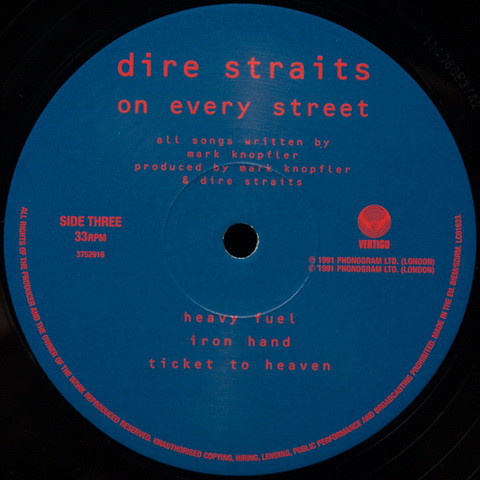 dire straits
on every street
all songs written by
mark knopfler
produced by mark knopfler
& dire straits
SIDE THREE
33RPM
3752916
VERTIGO
℗ 1991 PHONOGRAM LTD. (LONDON)
© 1991 PHONOGRAM LTD. (LONDON)
heavy fuel
iron hand
ticket to heaven
ALL RIGHTS OF THE PRODUCER AND THE OWNER OF THE WORK REPRODUCED RESERVED. UNAUTHORISED COPYING, HIRING, LENDING, PUBLIC PERFORMANCE AND BROADCASTING PROHIBITED. MADE IN THE EU. BIEM/SDRM. LC01633.